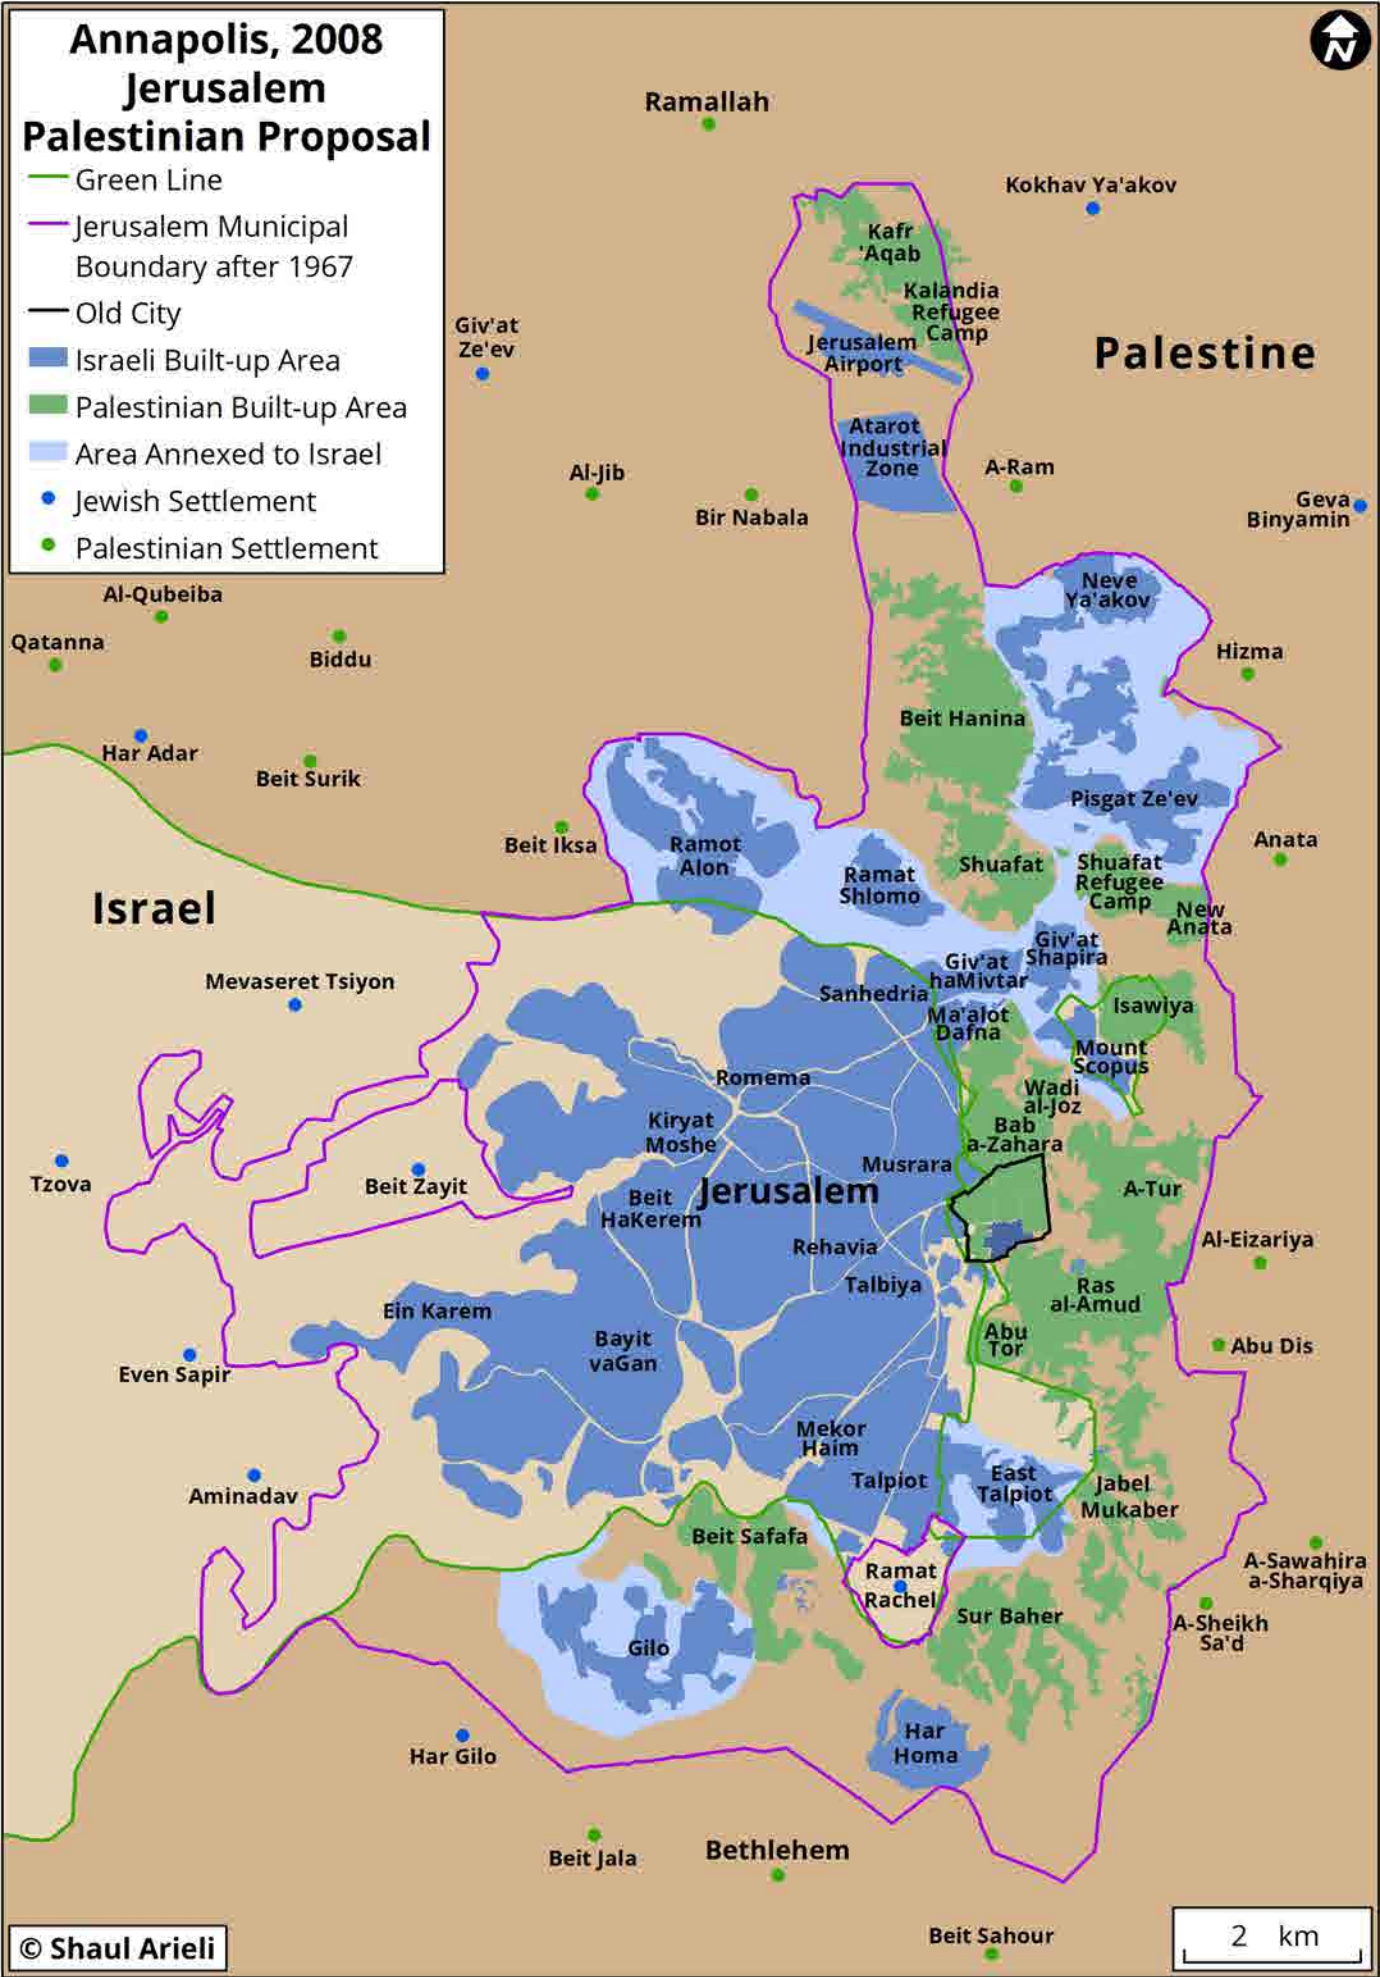 Annapolis, 2008
Jerusalem
Palestinian Proposal
Green Line
Jerusalem Municipal
Boundary after 1967
Old City
Israeli Built-up Area
Palestinian Built-up Area
Area Annexed to Israel
Jewish Settlement
Palestinian Settlement
N
Ramallah
Kokhav Ya'akov
Kafr
'Aqab
Kalandia
Refugee
Camp
Giv'at
Ze'ev
Jerusalem
Airport
Palestine
Atarot
Industrial
Zone
Al-Jib
A-Ram
Bir Nabala
Geva
Binyamin
Neve
Ya'akov
Al-Qubeiba
Qatanna
Biddu
Hizma
Beit Hanina
Har Adar
Beit Surik
Pisgat Ze'ev
Beit Iksa
Ramot
Alon
Ramat
Shlomo
Shuafat
Shuafat
Refugee
Camp
Anata
New
Anata
Israel
Giv'at
Shapira
Giv'at
haMivtar
Mevaseret Tsiyon
Sanhedria
Ma'alot
Dafna
Isawiya
Mount
Scopus
Romema
Wadi
al-Joz
Kiryat
Moshe
Bab
a-Zahara
Musrara
Tzova
Beit Zayit
Jerusalem
A-Tur
Beit
HaKerem
Rehavia
Al-Eizariya
Talbiya
Ras
al-Amud
Ein Karem
Abu
Tor
Bayit
vaGan
Abu Dis
Even Sapir
Mekor
Haim
Talpiot
East
Talpiot
Jabel
Mukaber
Aminadav
Beit Safafa
Ramat
Rachel
A-Sawahira
a-Sharqiya
Sur Baher
A-Sheikh
Sa'd
Gilo
Har
Homa
Har Gilo
Beit Jala
Bethlehem
Beit Sahour
© Shaul Arieli
2 km